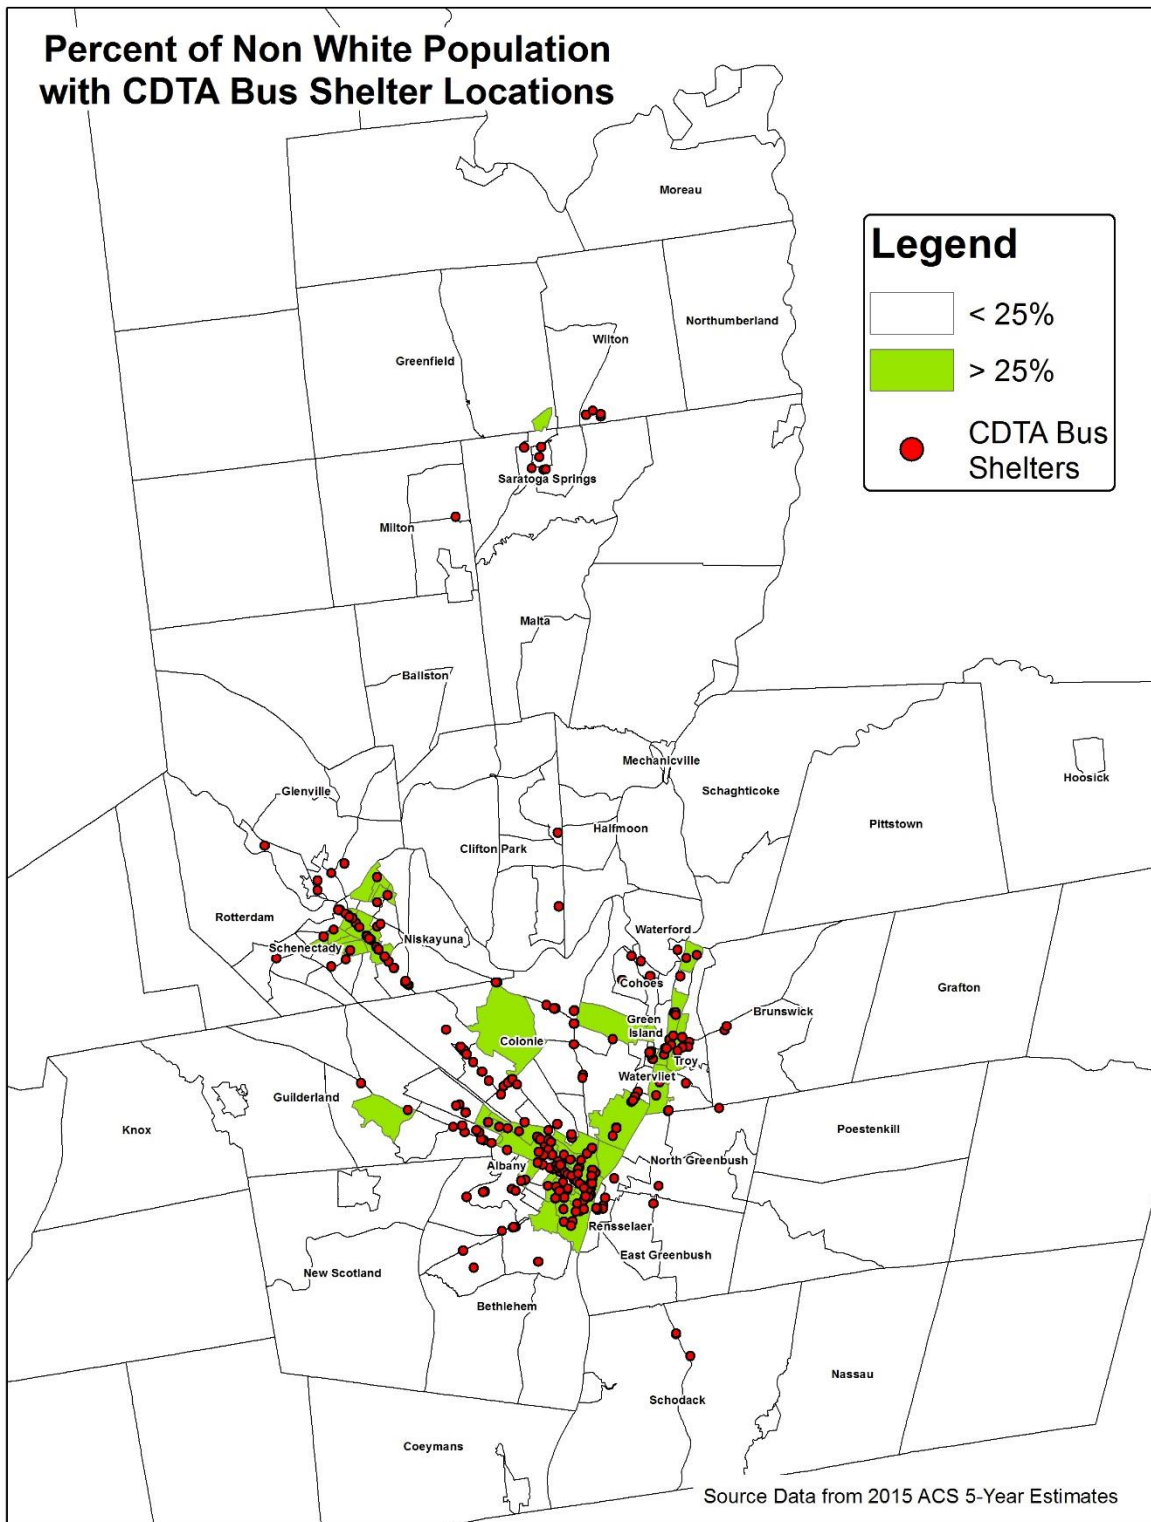 Percent of Non White Population
with CDTA Bus Shelter Locations
Moreau
Legend
< 25%
> 25%
CDTA Bus
Shelters
Northumberland
Wilton
Greenfield
Saratoga Springs
Milton
Malta
Ballston
Mechanicville
Hoosick
Glenville
Schaghticoke
Pittstown
Halfmoon
Clifton Park
Rotterdam
Waterford
Niskayuna
Schenectady
Cohoes
Grafton
Brunswick
Green
Island
Colonie
Troy
Watervliet
Guilderland
Knox
Poestenkill
North Greenbush
Albany
Rensselaer
East Greenbush
New Scotland
Bethlehem
Nassau
Schodack
Coeymans
Source Data from 2015 ACS 5-Year Estimates